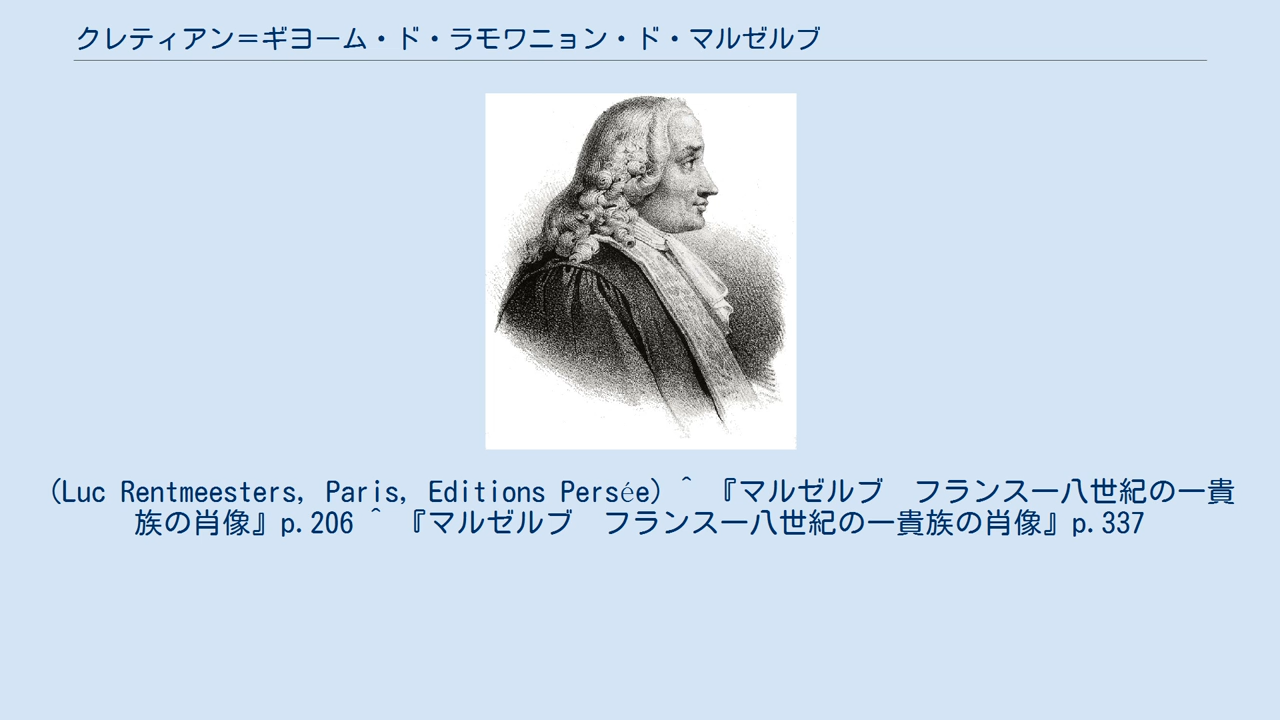 クレティアン＝ギヨーム・ド・ラモワニョン・ド・マルゼルブ
(Luc Rentmeesters, Paris, Editions Persée) ^ 『マルゼルブ　フランス一八世紀の一貴
族の肖像』p.206 ^ 『マルゼルブ　フランス一八世紀の一貴族の肖像』p.337